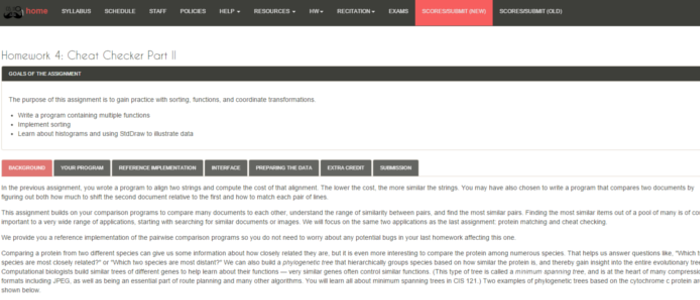 home SYLLABUS SCHEDULE STAFF POLICIES HELP RESOURCES HW RECITATION EXAMS SCORES/SUBMIT (NEW) SCORES/SUBMIT (OLD)
Homework 4: Cheat Checker Part II
GOALS OF THE ASSIGNMENT
The purpose of this assignment is to gain practice with sorting, functions, and coordinate transformations.
• Write a program containing multiple functions
• Implement sorting
• Learn about histograms and using StdDraw to illustrate data
BACKGROUND YOUR PROGRAM REFERENCE IMPLEMENTATION INTERFACE PREPARING THE DATA EXTRA CREDIT SUBMISSION
In the previous assignment, you wrote a program to align two strings and compute the cost of that alignment. The lower the cost, the more similar the strings. You may have also chosen to write a program that compares two documents by
figuring out both how much to shift the second document relative to the first and how to match each pair of lines.
This assignment builds on your comparison programs to compare many documents to each other, understand the range of similarity between pairs, and find the most similar pairs. Finding the most similar items out of a pool of many is of co
important to a very wide range of applications, starting with searching for similar documents or images. We will focus on the same two applications as the last assignment: protein matching and cheat checking.
We provide you a reference implementation of the pairwise comparison programs so you do not need to worry about any potential bugs in your last homework affecting this one.
Comparing a protein from two different species can give us some information about how closely related they are, but it is even more interesting to compare the protein among numerous species. That helps us answer questions like, "Which t
species are most closely related?" or "Which two species are most distant?" We can also build a phylogenetic tree that hierarchically groups species based on how similar the protein is, and thereby gain insight into the entire evolutionary tre
Computational biologists build similar trees of different genes to help learn about their functions — very similar genes often control similar functions. (This type of tree is called a minimum spanning tree, and is at the heart of many compress
formats including JPEG, as well as being an essential part of route planning and many other algorithms. You will learn all about minimum spanning trees in CIS 121.) Two examples of phylogenetic trees based on the cytochrome c protein ar
shown below.